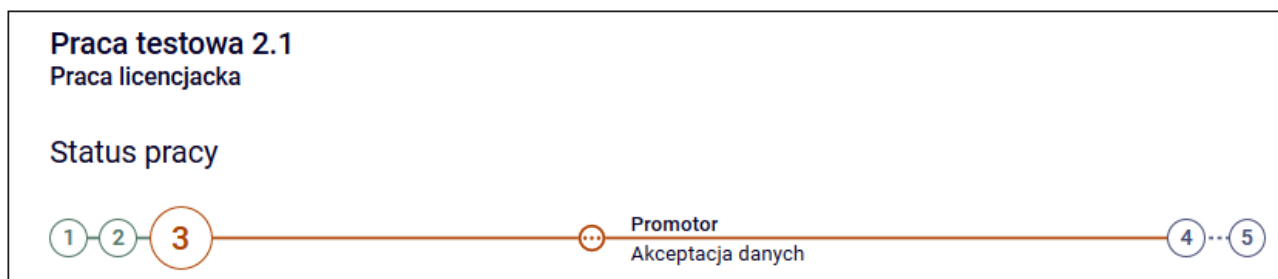 Praca testowa 2.1
Praca licencjacka
Status pracy
1 2 3 Promotor 4 5
Akceptacja danych